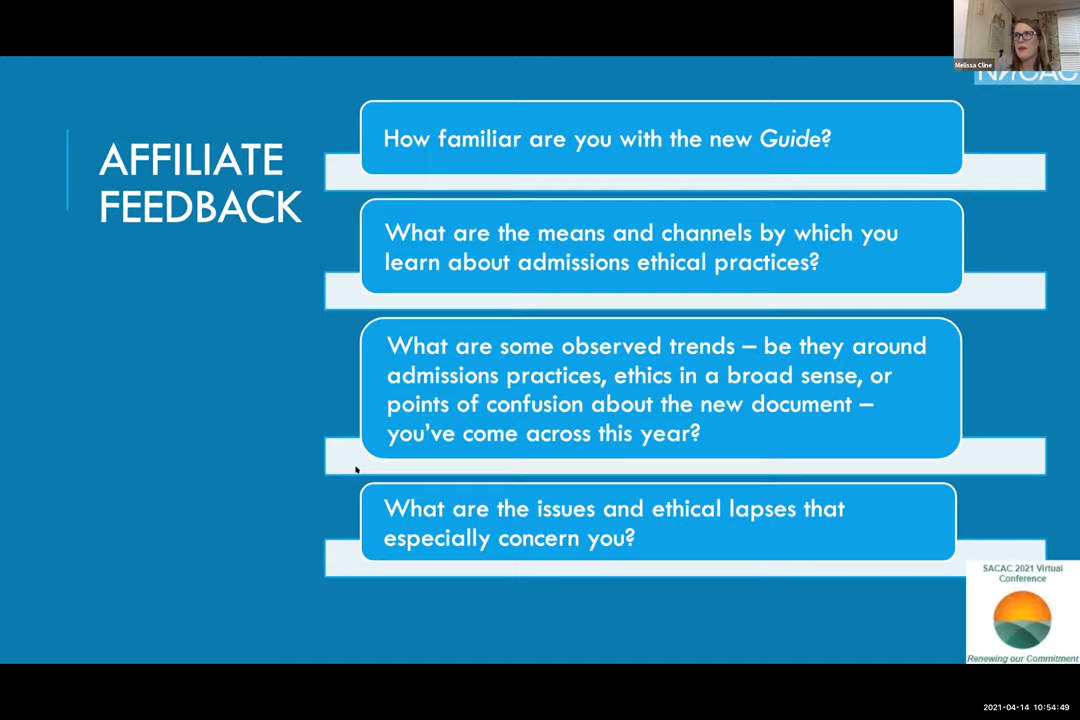 Melissa Cline
NACAC
AFFILIATE
FEEDBACK
How familiar are you with the new Guide?
What are the means and channels by which you
learn about admissions ethical practices?
What are some observed trends – be they around
admissions practices, ethics in a broad sense, or
points of confusion about the new document –
you've come across this year?
What are the issues and ethical lapses that
especially concern you?
SACAC 2021 Virtual
Conference
Renewing our Commitment
2021-04-14 10:54:49